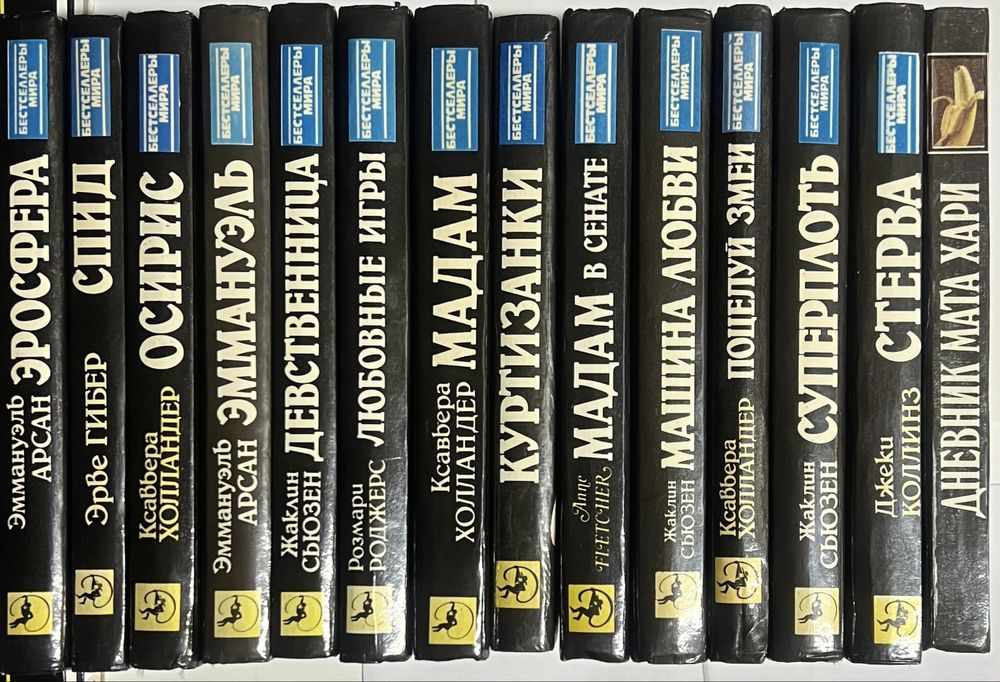 Эммануэль
АРСАН
ЭРОСФЕРА
БЕСТСЕЛЛЕРЫ
МИРА
Эрве ГИБЕР
СПИД
БЕСТСЕЛЛЕРЫ
МИРА
Ксавьера
ХОЛЛАНДЕР
ОСИРИС
БЕСТСЕЛЛЕРЫ
МИРА
Эммануэль
АРСАН
ЭММАНУЭЛЬ
БЕСТСЕЛЛЕРЫ
МИРА
Жаклин
СЬЮЗЕН
ДЕВСТВЕННИЦА
БЕСТСЕЛЛЕРЫ
МИРА
Розмари
РОДЖЕРС
ЛЮБОВНЫЕ ИГРЫ
БЕСТСЕЛЛЕРЫ
МИРА
Ксавьера
ХОЛЛАНДЕР
МАДАМ
БЕСТСЕЛЛЕРЫ
МИРА
КУРТИЗАНКИ
БЕСТСЕЛЛЕРЫ
МИРА
FLETCHER
МАДАМ В СЕНАТЕ
БЕСТСЕЛЛЕРЫ
МИРА
Жаклин
СЬЮЗЕН
МАШИНА ЛЮБВИ
БЕСТСЕЛЛЕРЫ
МИРА
Ксавьера
ХОЛЛАНДЕР
ПОЦЕЛУЙ ЗМЕИ
БЕСТСЕЛЛЕРЫ
МИРА
Жаклин
СЬЮЗЕН
СУПЕРПЛОТЬ
БЕСТСЕЛЛЕРЫ
МИРА
Джеки
КОЛЛИНЗ
СТЕРВА
БЕСТСЕЛЛЕРЫ
МИРА
ДНЕВНИК МАТА ХАРИ